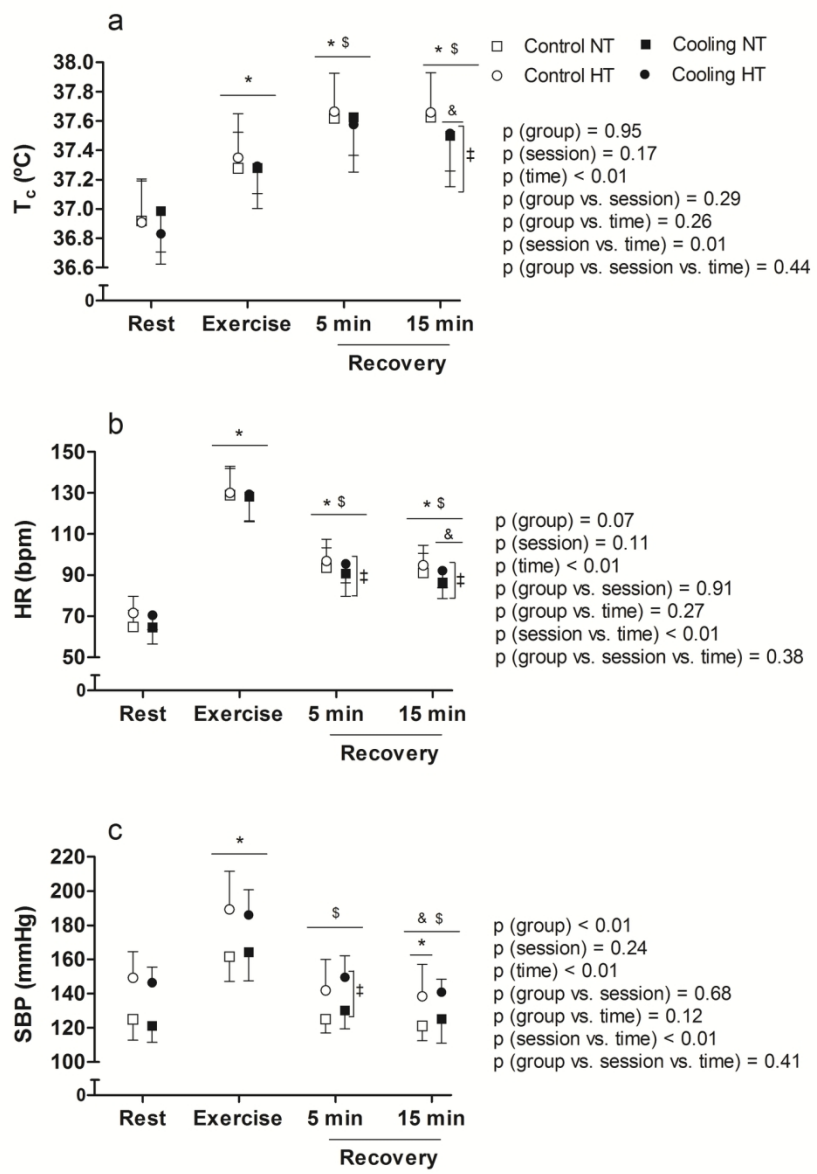 a
* $
* $
*
&
‡
□ Control NT ■ Cooling NT
○ Control HT ● Cooling HT
T_c (ºC)
38.0
37.8
37.6
37.4
37.2
37.0
36.8
36.6
0
Rest Exercise 5 min 15 min
Recovery
p (group) = 0.95
p (session) = 0.17
p (time) < 0.01
p (group vs. session) = 0.29
p (group vs. time) = 0.26
p (session vs. time) = 0.01
p (group vs. session vs. time) = 0.44
b
*
* $
* $
&
‡
‡
HR (bpm)
150
130
110
90
70
50
0
Rest Exercise 5 min 15 min
Recovery
p (group) = 0.07
p (session) = 0.11
p (time) < 0.01
p (group vs. session) = 0.91
p (group vs. time) = 0.27
p (session vs. time) < 0.01
p (group vs. session vs. time) = 0.38
c
*
$
& $
*
‡
SBP (mmHg)
220
200
180
160
140
120
100
0
Rest Exercise 5 min 15 min
Recovery
p (group) < 0.01
p (session) = 0.24
p (time) < 0.01
p (group vs. session) = 0.68
p (group vs. time) = 0.12
p (session vs. time) < 0.01
p (group vs. session vs. time) = 0.41